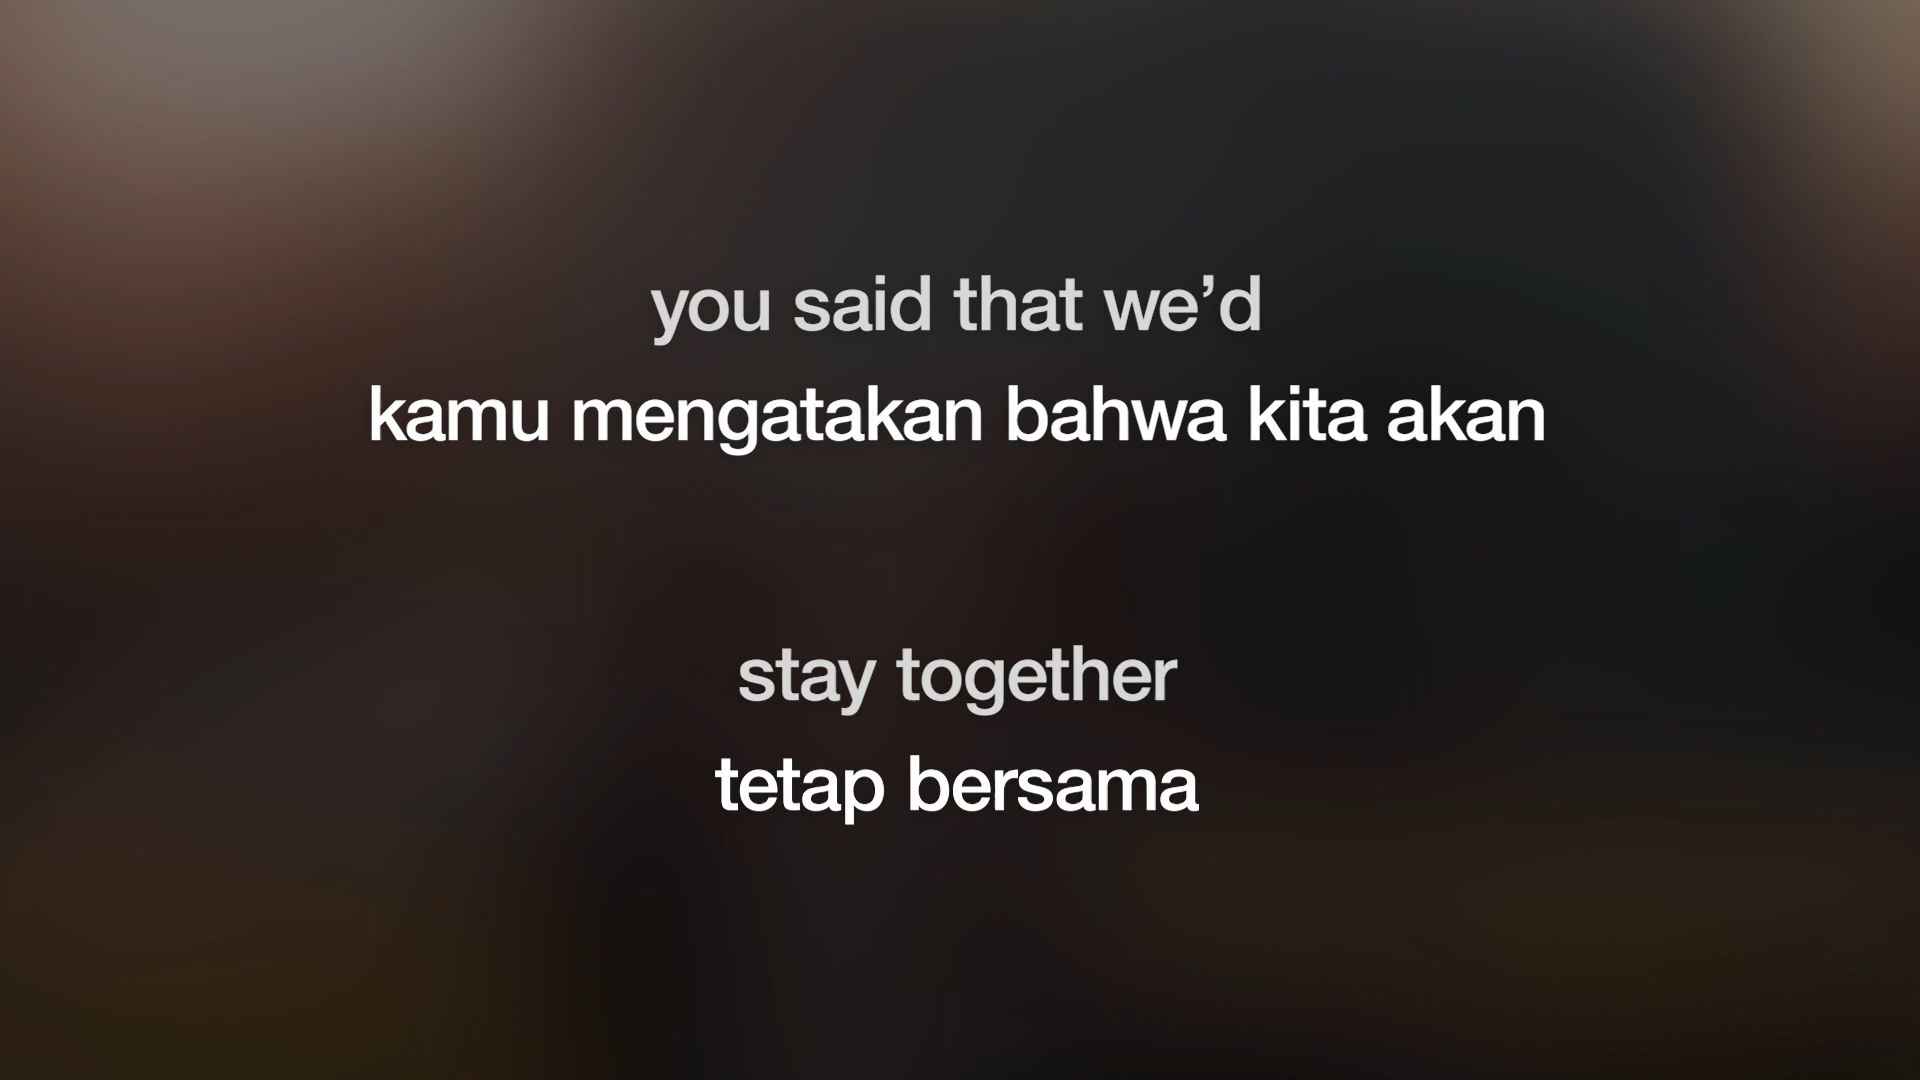 you said that we’d
kamu mengatakan bahwa kita akan
stay together
tetap bersama